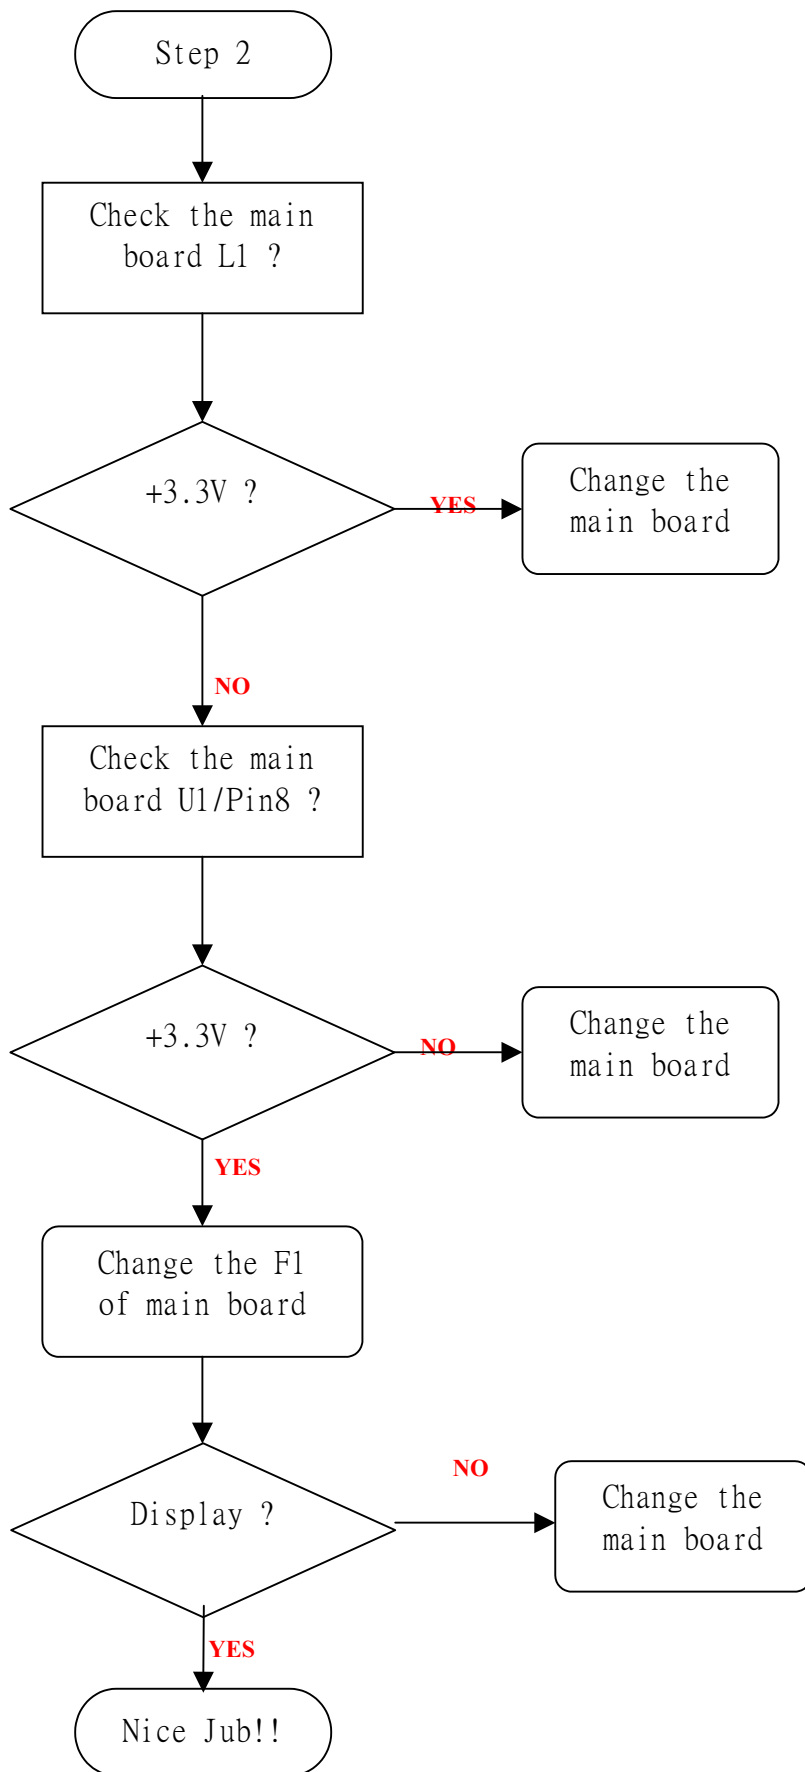 Step 2
Check the main
board L1 ?
+3.3V ?
YES
Change the
main board
NO
Check the main
board U1/Pin8 ?
+3.3V ?
NO
Change the
main board
YES
Change the F1
of main board
Display ?
NO
Change the
main board
YES
Nice Jub!!